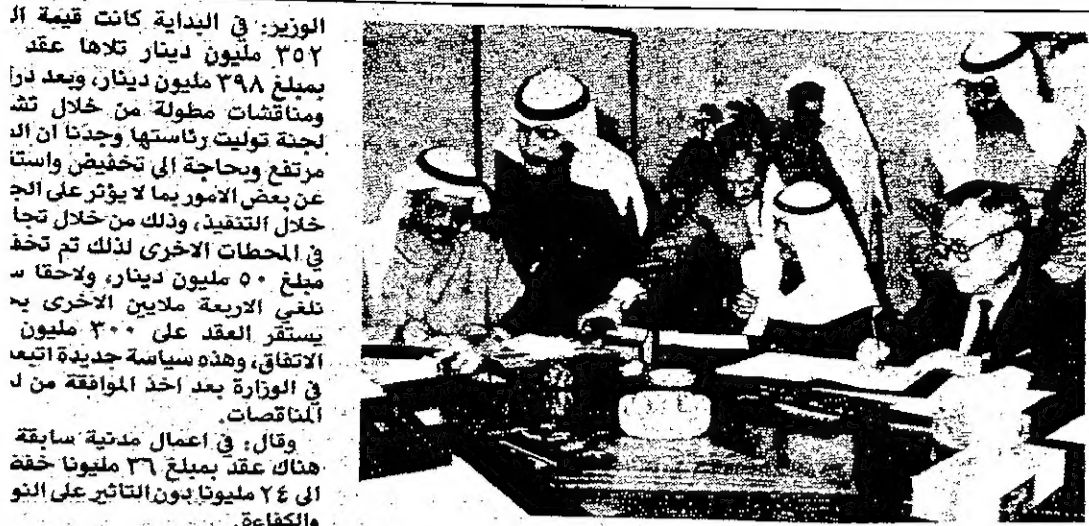 الوزير: في البداية كانت قيمة
٣٥٢ مليون دينار تلاها عقد
بمبلغ ٣٩٨ مليون دينار، وبعد
ومناقشات مطولة من خلال
لجنة توليت رئاستها وجدنا ان
مرتفع وبحاجة الى تخفيض
عن بعض الامور بما لا يؤثر على
خلال التنفيذ، وذلك من خلال
في المحطات الاخرى لذلك تم
مبلغ ٥٠ مليون دينار، ولاحقا
نلغي الاربعة ملايين الاخرى
يستقر العقد على ٣٠٠ مليون
الاتفاق، وهذه سياسة جديدة
في الوزارة بعد اخذ الموافقة من
المناقصات.
وقال: في اعمال مدنية سابقة
هناك عقد بمبلغ ٣٦ مليونا
الى ٢٤ مليونا بدون التاثير على
والكفاءة.